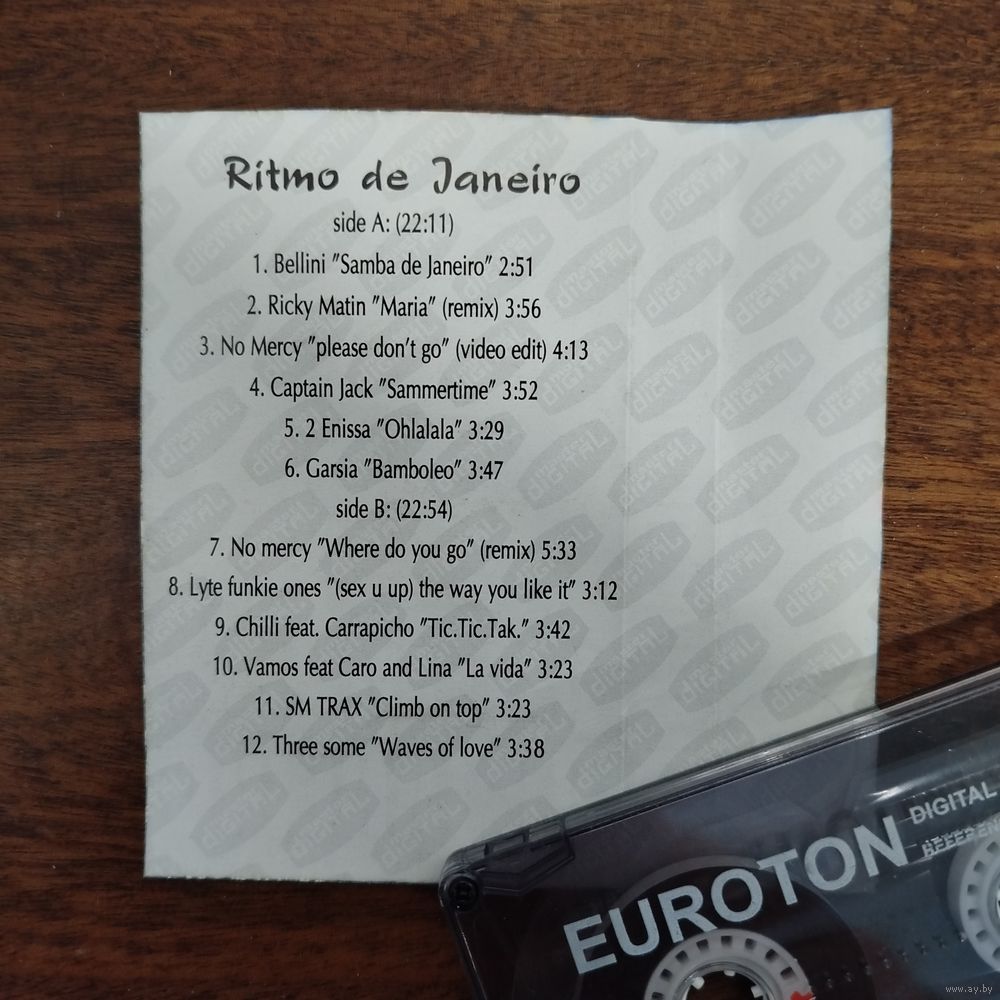 Ritmo de Janeiro
side A: (22:11)
1. Bellini "Samba de Janeiro" 2:51
2. Ricky Matin "Maria" (remix) 3:56
3. No Mercy "please don't go" (video edit) 4:13
4. Captain Jack "Sammertime" 3:52
5. 2 Enissa "Ohlalala" 3:29
6. Garsia "Bamboleo" 3:47
side B: (22:54)
7. No mercy "Where do you go" (remix) 5:33
8. Lyte funkie ones "(sex u up) the way you like it" 3:12
9. Chilli feat. Carrapicho "Tic.Tic.Tak." 3:42
10. Vamos feat Caro and Lina "La vida" 3:23
11. SM TRAX "Climb on top" 3:23
12. Three some "Waves of love" 3:38
EUROTON
DIGITAL
www.ay.by